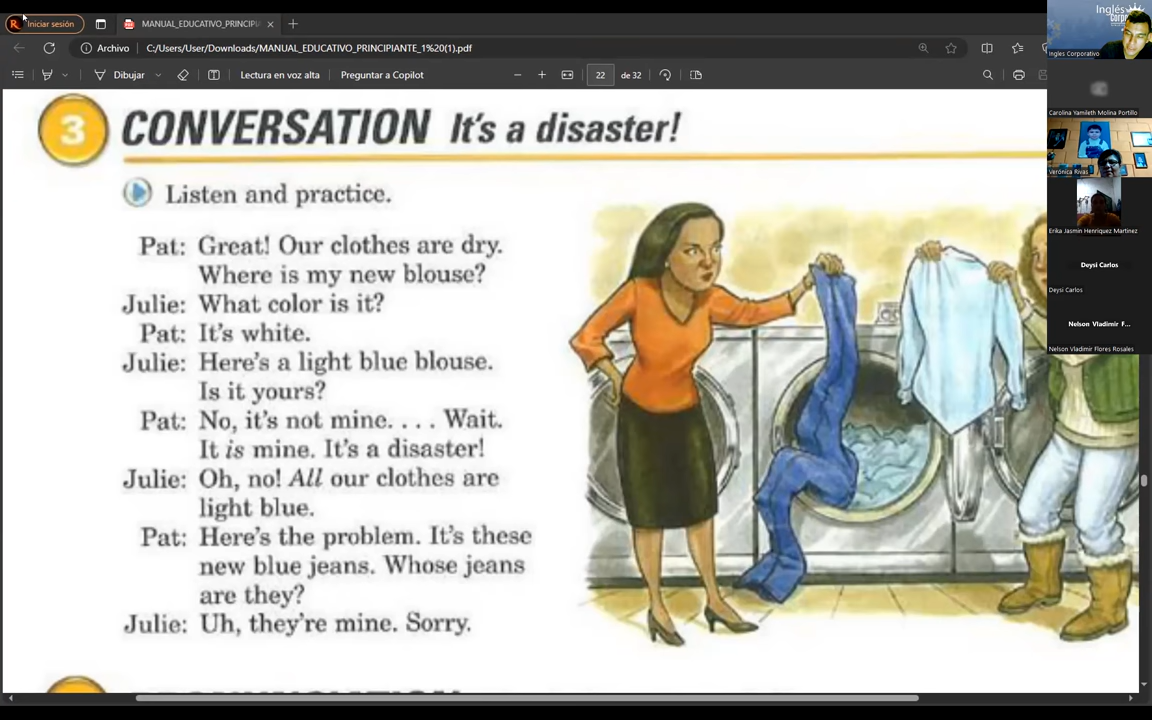 Iniciar sesión
MANUAL_EDUCATIVO_PRINCIPI
Archivo
C:/Users/User/Downloads/MANUAL_EDUCATIVO_PRINCIPIANTE_1%20(1).pdf
Dibujar
Lectura en voz alta
Preguntar a Copilot
22
de 32
3 CONVERSATION It's a disaster!
Listen and practice.
Pat: Great! Our clothes are dry.
Where is my new blouse?
Julie: What color is it?
Pat: It's white.
Julie: Here's a light blue blouse.
Is it yours?
Pat: No, it's not mine. . . . Wait.
It is mine. It's a disaster!
Julie: Oh, no! All our clothes are
light blue.
Pat: Here's the problem. It's these
new blue jeans. Whose jeans
are they?
Julie: Uh, they're mine. Sorry.
Inglés
Ingles Corporativo
Carolina Yamileth Molina Portillo
Verónica Rivas
Erika Jasmin Henriquez Martinez
Deysi Carlos
Deysi Carlos
Nelson Vladimir F...
Nelson Vladimir Flores Rosales